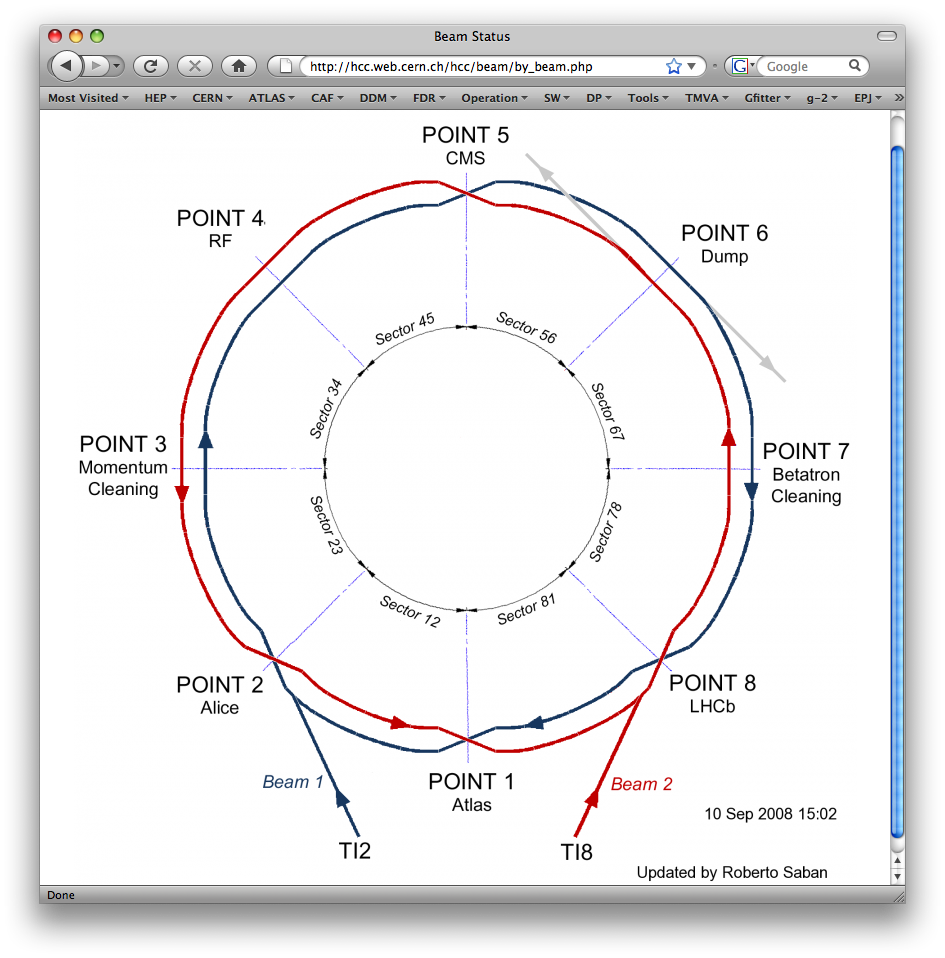 Beam Status
http://hcc.web.cern.ch/hcc/beam/by_beam.php
G
Google
Most Visited HEP CERN ATLAS CAF DDM FDR Operation SW DP Tools TMVA Gfitter g-2 EPJ »
POINT 5
CMS
POINT 4
RF
POINT 6
Dump
Sector 45
Sector 56
Sector 34
Sector 67
POINT 3
Momentum
Cleaning
POINT 7
Betatron
Cleaning
Sector 23
Sector 78
Sector 12
Sector 81
POINT 2
Alice
POINT 8
LHCb
Beam 1
POINT 1
Atlas
Beam 2
10 Sep 2008 15:02
TI2
TI8
Updated by Roberto Saban
Done